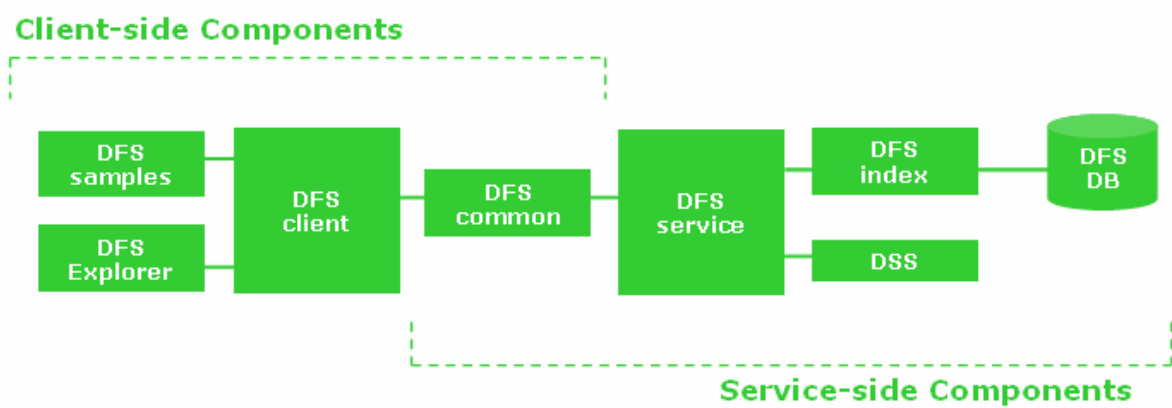 Client-side Components
DFS
samples
DFS
Explorer
DFS
client
DFS
common
DFS
service
DFS
index
DSS
DFS
DB
Service-side Components